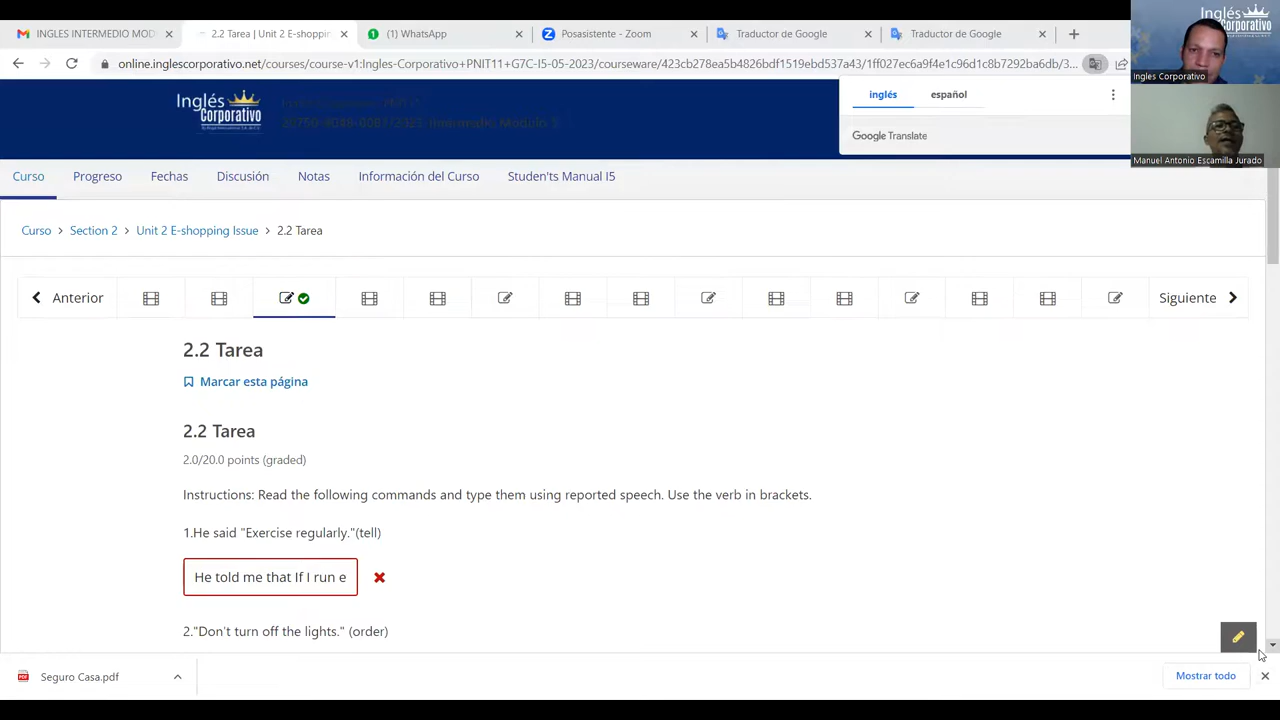 INGLES INTERMEDIO MOD
2.2 Tarea | Unit 2 E-shoppin
(1) WhatsApp
Posasistente - Zoom
Traductor de Google
Traductor de Google
online.inglescorporativo.net/courses/course-v1:Ingles-Corporativo+PNIT11+G7C-I5-05-2023/courseware/423cb278ea5b4826bdf1519ebd537a43/1ff027ec6a9f4e1c96d1c8b7292ba6db/3...
Inglés
Corporativo
Ingles Corporativo
inglés
español
Google Translate
Manuel Antonio Escamilla Jurado
Inglés
Corporativo
Curso
Progreso
Fechas
Discusión
Notas
Información del Curso
Studen'ts Manual I5
Curso > Section 2 > Unit 2 E-shopping Issue > 2.2 Tarea
Anterior
Siguiente
2.2 Tarea
Marcar esta página
2.2 Tarea
2.0/20.0 points (graded)
Instructions: Read the following commands and type them using reported speech. Use the verb in brackets.
1.He said "Exercise regularly."(tell)
He told me that If I run e
2."Don't turn off the lights." (order)
Seguro Casa.pdf
Mostrar todo